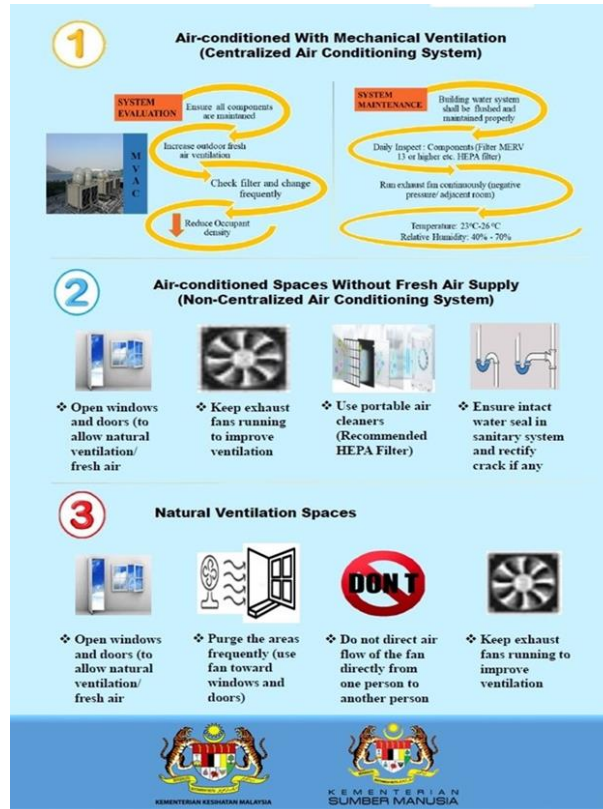 1
Air-conditioned With Mechanical Ventilation
(Centralized Air Conditioning System)
SYSTEM
EVALUATION
Ensure all components
are maintaned
Increase outdoor fresh
air ventilation
Check filter and change
frequently
Reduce Occupant
density
M
V
A
C
SYSTEM
MAINTENANCE
Building water system
shall be flushed and
maintained properly
Daily Inspect : Components (Filter MERV
13 or higher etc. HEPA filter)
Run exhaust fan continuously (negative
pressure/ adjacent room)
Temperature: 23°C-26 °C
Relative Humidity: 40% - 70%
2
Air-conditioned Spaces Without Fresh Air Supply
(Non-Centralized Air Conditioning System)
❖ Open windows
and doors (to
allow natural
ventilation/
fresh air
❖ Keep exhaust
fans running
to improve
ventilation
❖ Use portable air
cleaners
(Recommended
HEPA Filter)
❖ Ensure intact
water seal in
sanitary system
and rectify
crack if any
3
Natural Ventilation Spaces
DON T
❖ Open windows
and doors (to
allow natural
ventilation/
fresh air
❖ Purge the areas
frequently (use
fan toward
windows and
doors)
❖ Do not direct air
flow of the fan
directly from
one person to
another person
❖ Keep exhaust
fans running to
improve
ventilation
KEMENTERIAN KESIHATAN MALAYSIA
KEMENTERIAN
SUMBER MANUSIA